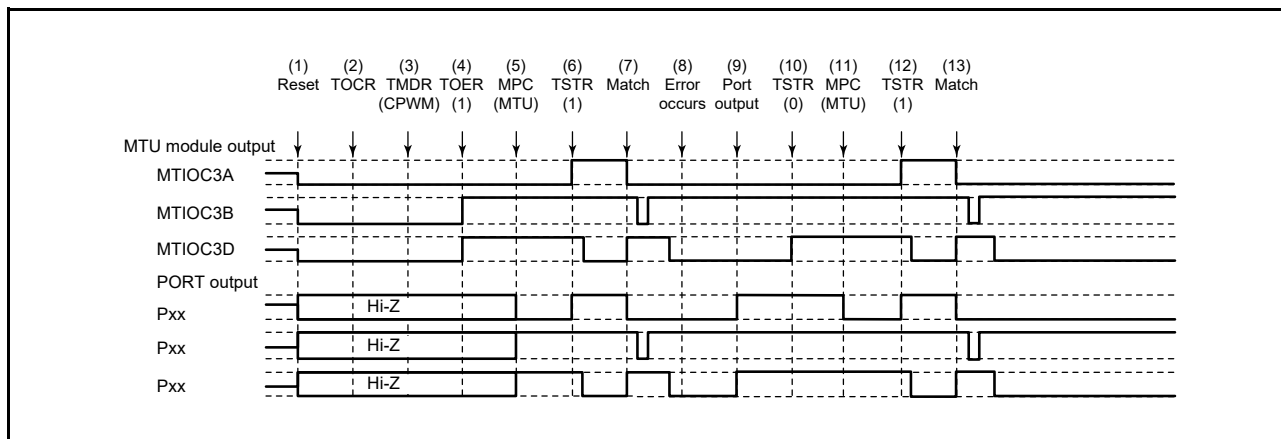 (1) (2) (3) (4) (5) (6) (7) (8) (9) (10) (11) (12) (13)
Reset TOCR TMDR TOER MPC TSTR Match Error Port TSTR MPC TSTR Match
(CPWM) (1) (MTU) (1) occurs output (0) (MTU) (1)
MTU module output
MTIOC3A
MTIOC3B
MTIOC3D
PORT output
Pxx Hi-Z
Pxx Hi-Z
Pxx Hi-Z